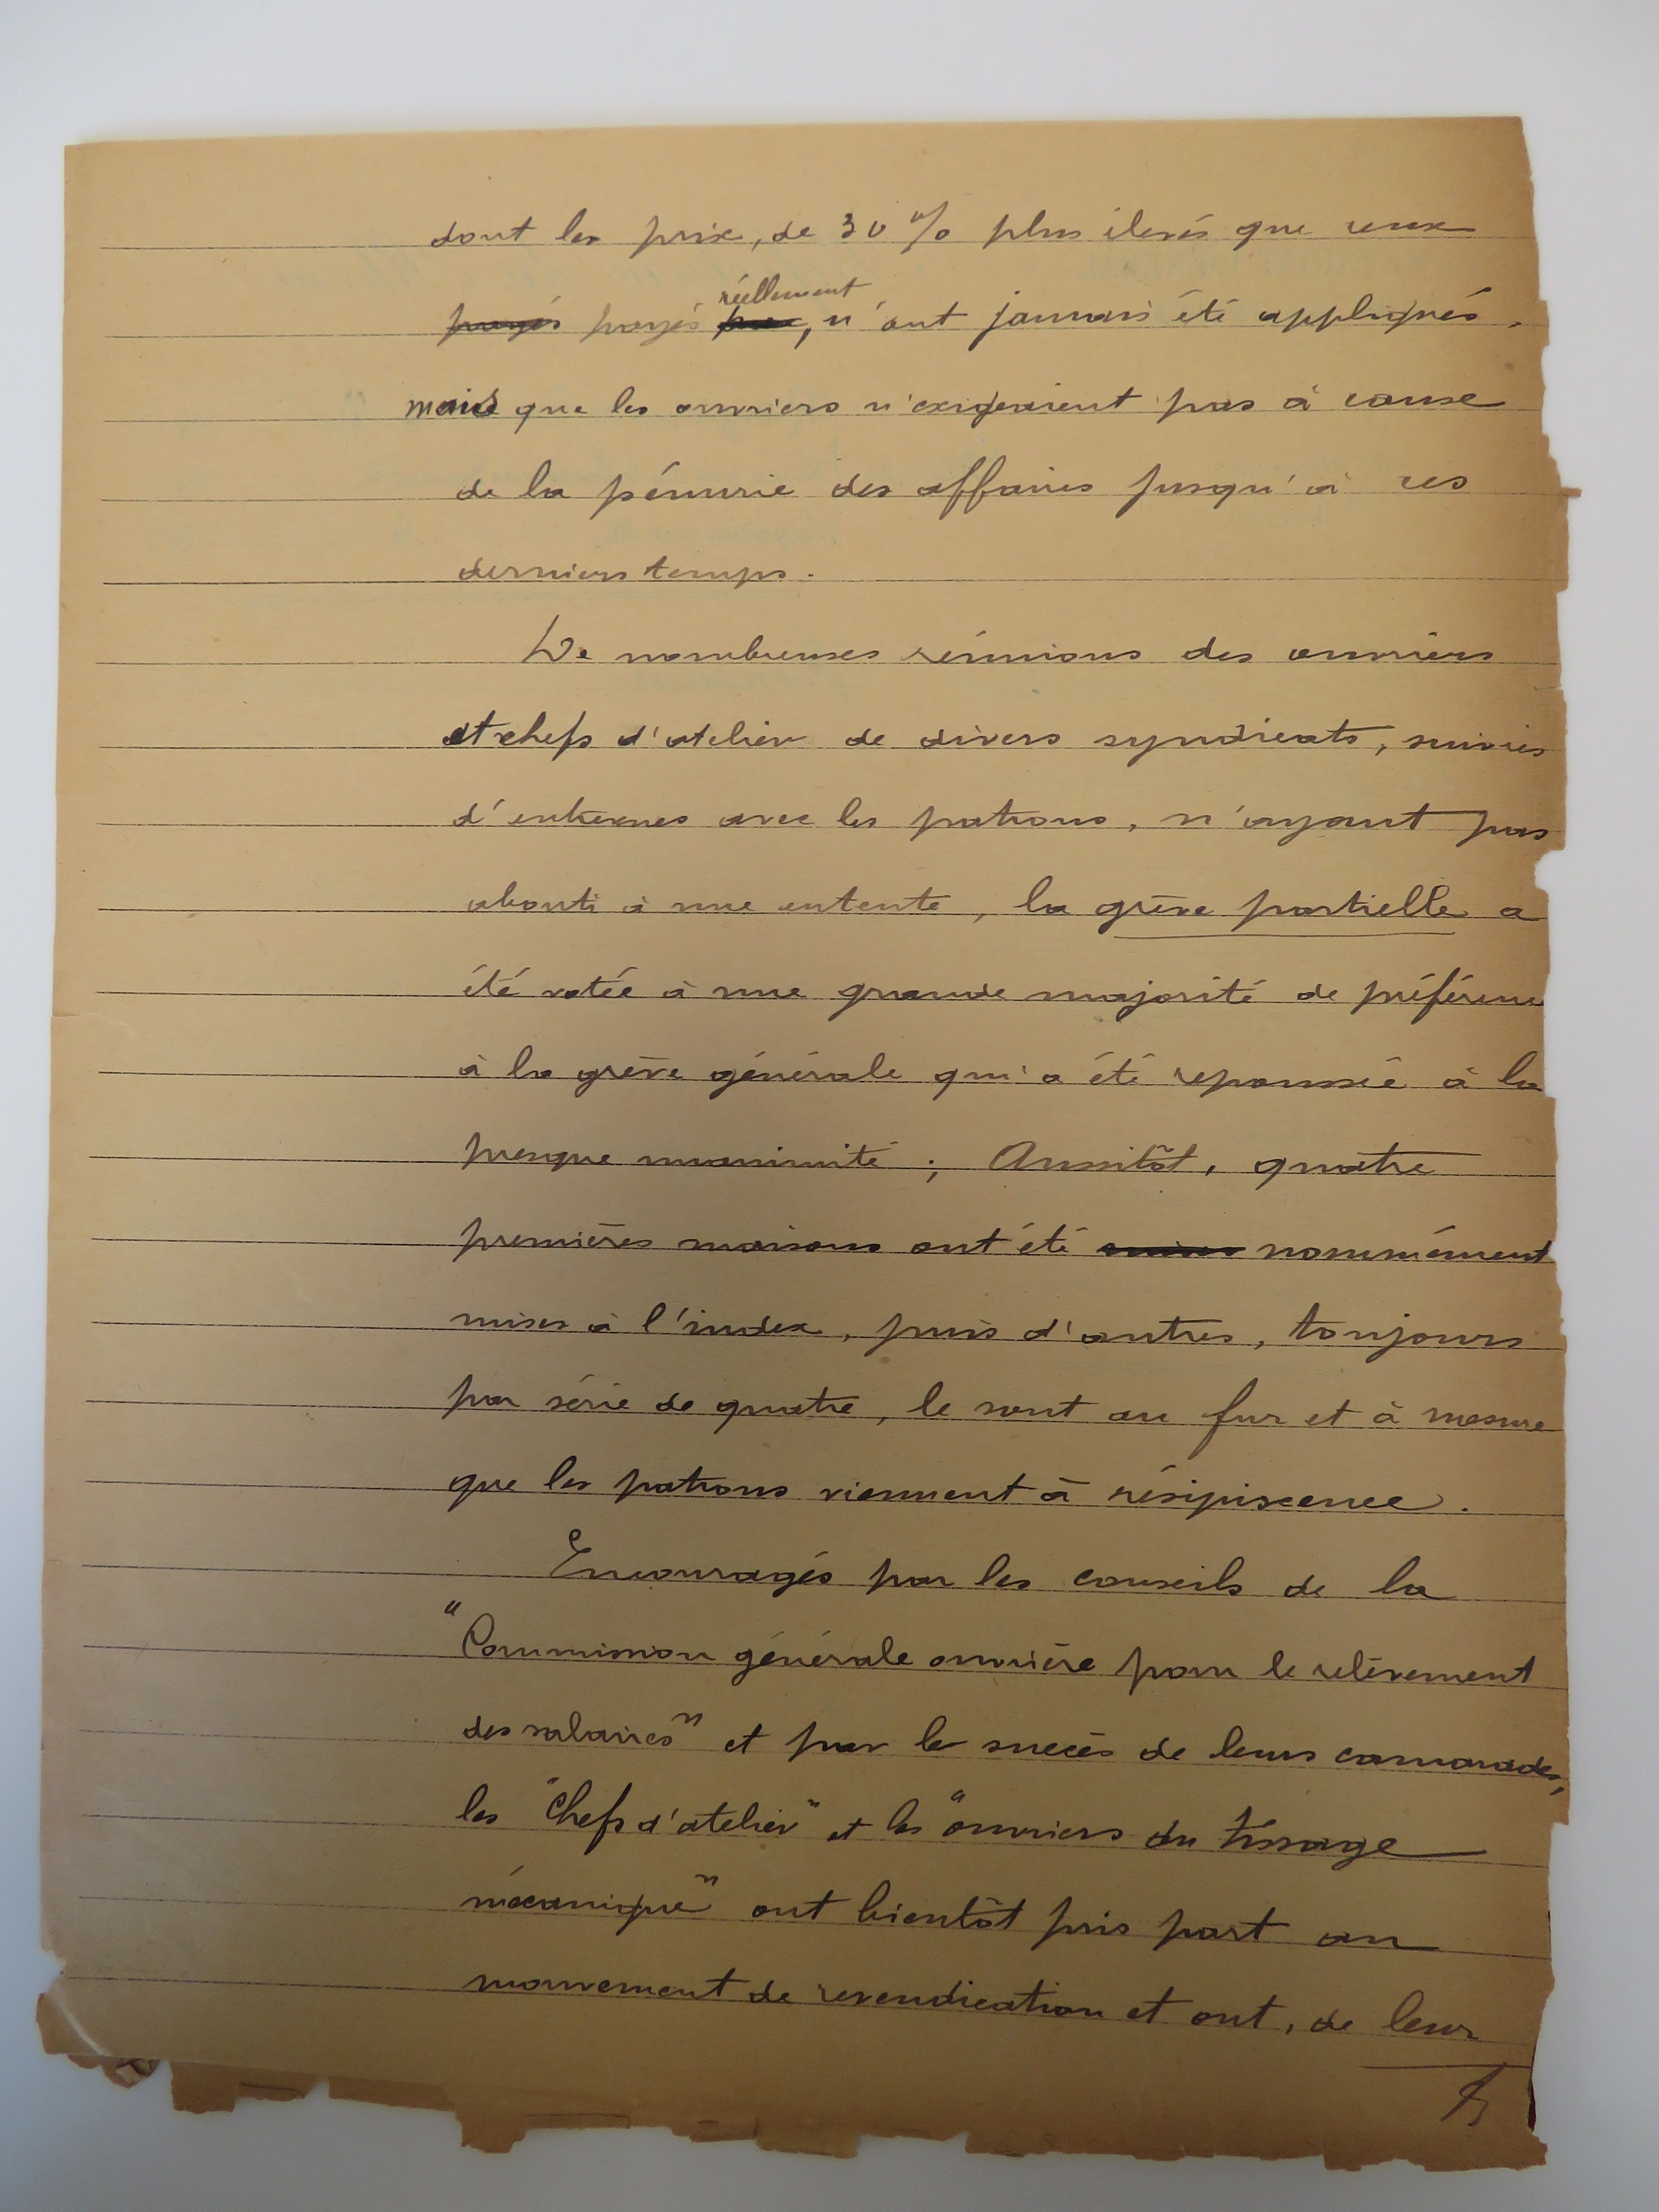 dont les prix, de 30 % plus élevés que ceux
payés payés réellement, n'ont jamais été appliqués,
mais que les ouvriers n'exigeaient pas à cause
de la pénurie des affaires jusqu'à ces
derniers temps.
De nombreuses réunions des ouvriers
et chefs d'atelier de divers syndicats, suivies
d'entrevues avec les patrons, n'ayant pas
abouti à une entente, la grève partielle a
été votée à une grande majorité de préférence
à la grève générale qui a été repoussée à la
presque unanimité ; Aussitôt, quatre
premières maisons ont été mises nommément
mises à l'index, puis d'autres, toujours
par série de quatre, le sont au fur et à mesure
que les patrons viennent à résipiscence.
Encouragés par les conseils de la
"Commission générale ouvrière pour le relèvement
des salaires" et par le succès de leurs camarades,
les "chefs d'atelier" et les "ouvriers du tissage
mécanique" ont bientôt pris part au
mouvement de revendication et ont, de leur